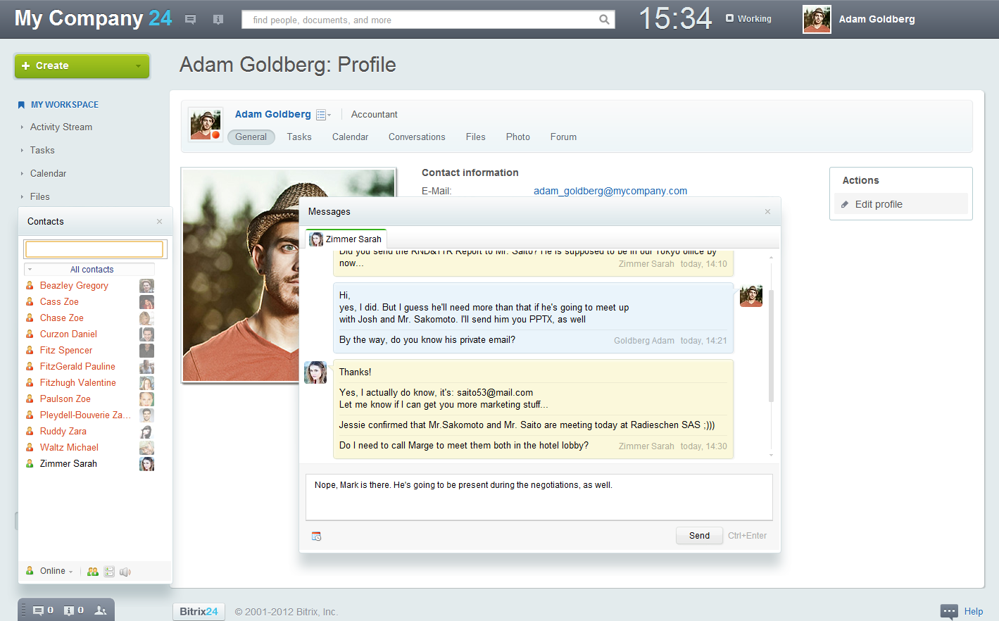 My Company 24
find people, documents, and more
15:34
Working
Adam Goldberg
Create
Adam Goldberg: Profile
MY WORKSPACE
Activity Stream
Tasks
Calendar
Files
Adam Goldberg
Accountant
General Tasks Calendar Conversations Files Photo Forum
Contact information
E-Mail: adam_goldberg@mycompany.com
Actions
Edit profile
Contacts
All contacts
Beazley Gregory
Cass Zoe
Chase Zoe
Curzon Daniel
Fitz Spencer
FitzGerald Pauline
Fitzhugh Valentine
Paulson Zoe
Pleydell-Bouverie Za...
Ruddy Zara
Waltz Michael
Zimmer Sarah
Online
Messages
Zimmer Sarah
Did you send the RND&TTR Report to Mr. Saito? He is supposed to be in our Tokyo office by
now... Zimmer Sarah today, 14:10
Hi,
yes, I did. But I guess he'll need more than that if he's going to meet up
with Josh and Mr. Sakomoto. I'll send him you PPTX, as well
By the way, do you know his private email? Goldberg Adam today, 14:21
Thanks!
Yes, I actually do know, it's: saito53@mail.com
Let me know if I can get you more marketing stuff...
Jessie confirmed that Mr.Sakomoto and Mr. Saito are meeting today at Radieschen SAS ;)))
Do I need to call Marge to meet them both in the hotel lobby? Zimmer Sarah today, 14:30
Nope, Mark is there. He's going to be present during the negotiations, as well.
Send Ctrl+Enter
0 0
Bitrix24
© 2001-2012 Bitrix, Inc.
Help